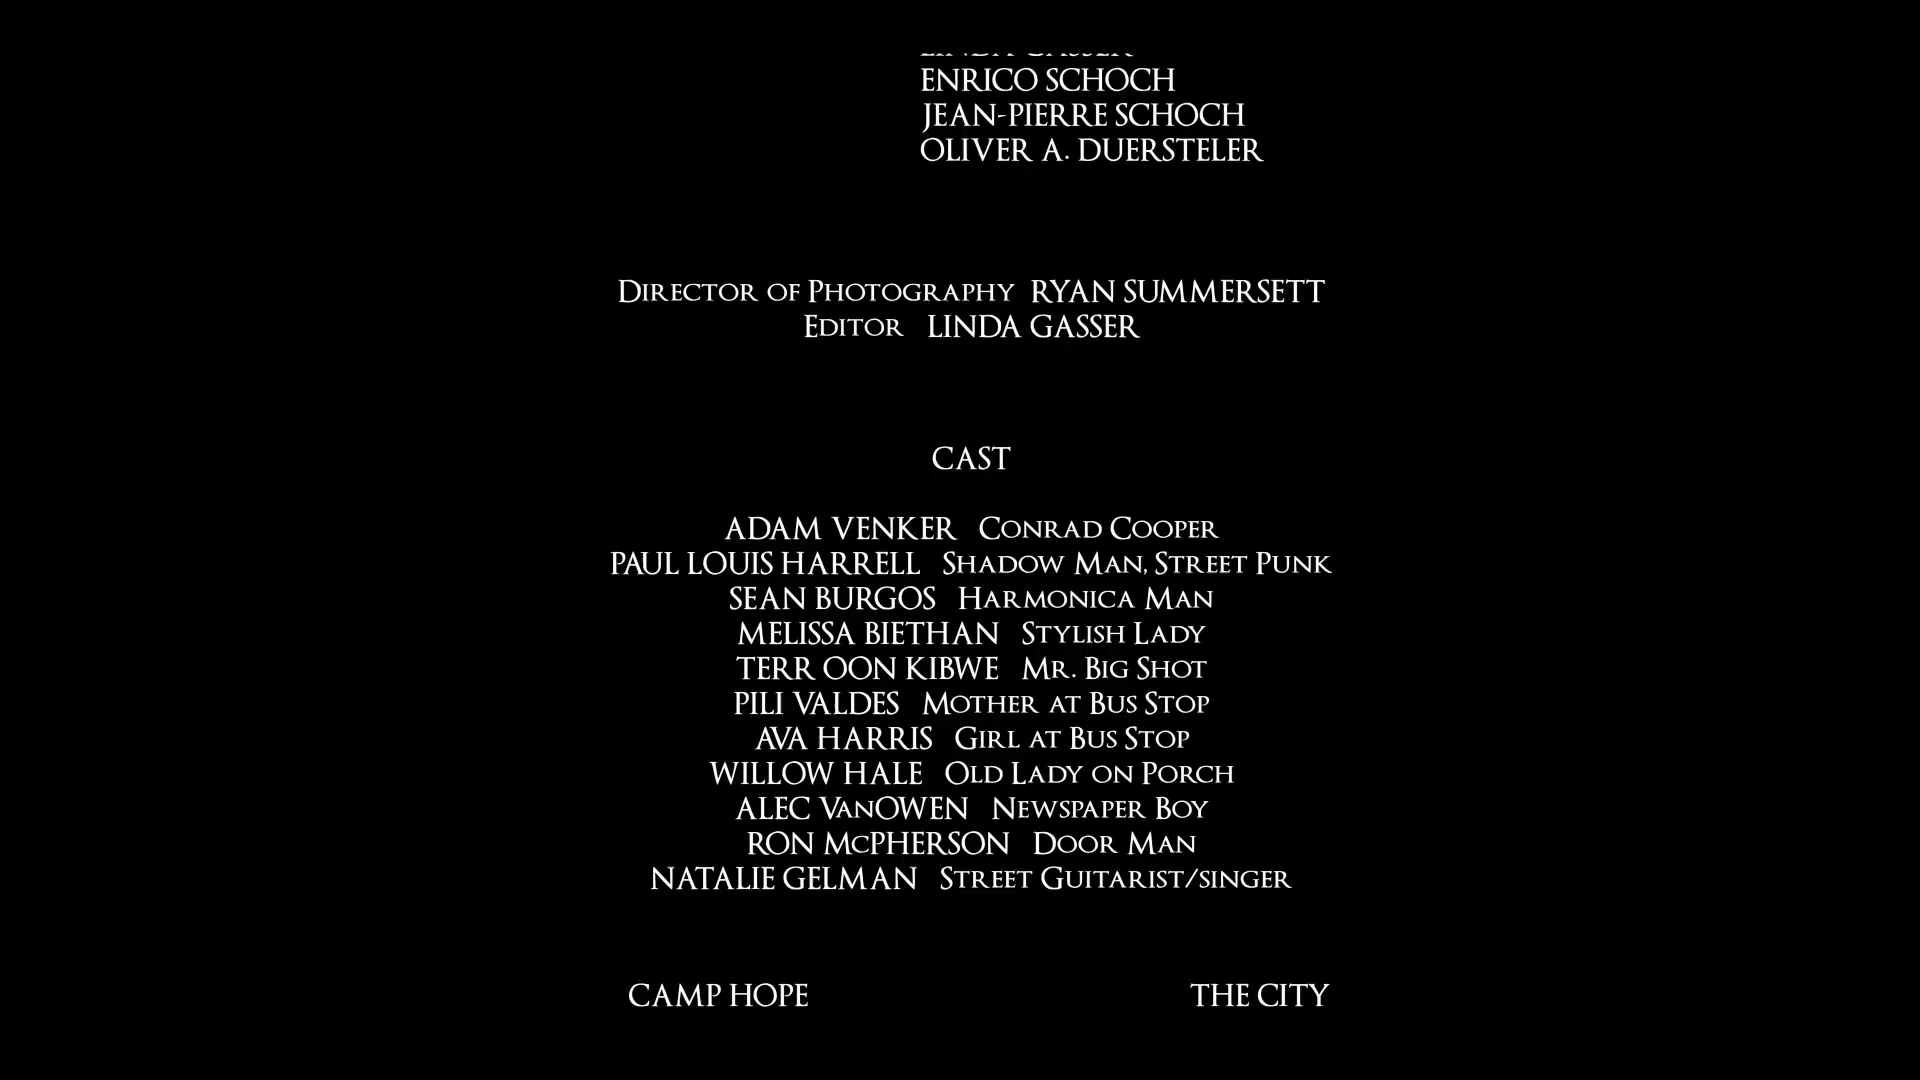 LINDA GASSER
ENRICO SCHOCH
JEAN-PIERRE SCHOCH
OLIVER A. DUERSTELER
Director of Photography RYAN SUMMERSETT
Editor LINDA GASSER
CAST
ADAM VENKER Conrad Cooper
PAUL LOUIS HARRELL Shadow Man, Street Punk
SEAN BURGOS Harmonica Man
MELISSA BIETHAN Stylish Lady
TERR OON KIBWE Mr. Big Shot
PILI VALDES Mother at Bus Stop
AVA HARRIS Girl at Bus Stop
WILLOW HALE Old Lady on Porch
ALEC VanOWEN Newspaper Boy
RON McPHERSON Door Man
NATALIE GELMAN Street Guitarist/singer
CAMP HOPE THE CITY